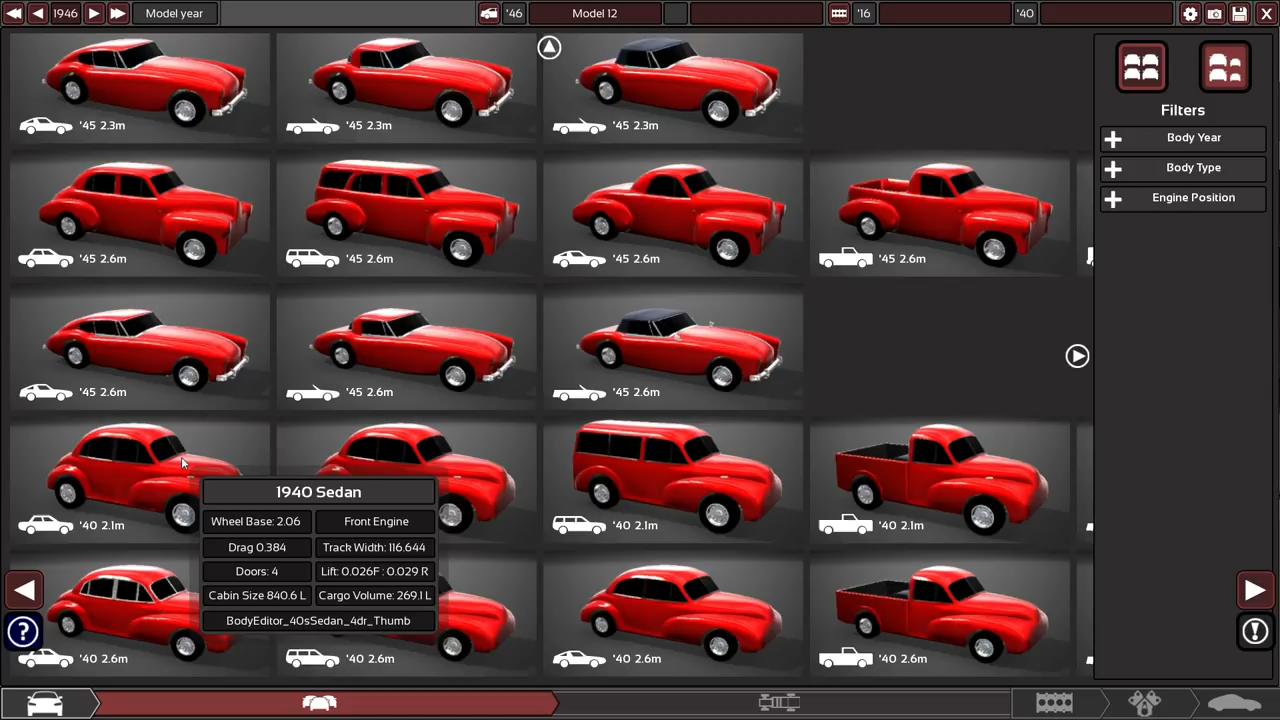 1946
Model year
'46
Model 12
'16
'40
'45 2.3m
'45 2.3m
'45 2.3m
Filters
Body Year
Body Type
Engine Position
'45 2.6m
'45 2.6m
'45 2.6m
'45 2.6m
'45 2.6m
'45 2.6m
'45 2.6m
'40 2.1m
'40 2.1m
'40 2.1m
1940 Sedan
Wheel Base: 2.06
Front Engine
Drag 0.384
Track Width: 116.644
Doors: 4
Lift: 0.026F : 0.029 R
Cabin Size 840.6 L
Cargo Volume: 269.1 L
BodyEditor_40sSedan_4dr_Thumb
'40 2.6m
'40 2.6m
'40 2.6m
'40 2.6m